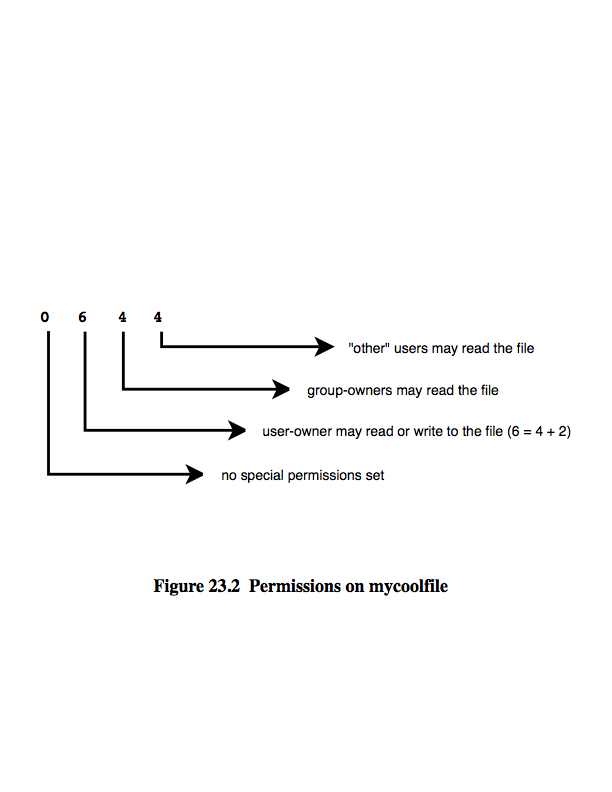 0 6 4 4
"other" users may read the file
group-owners may read the file
user-owner may read or write to the file (6 = 4 + 2)
no special permissions set
Figure 23.2 Permissions on mycoolfile